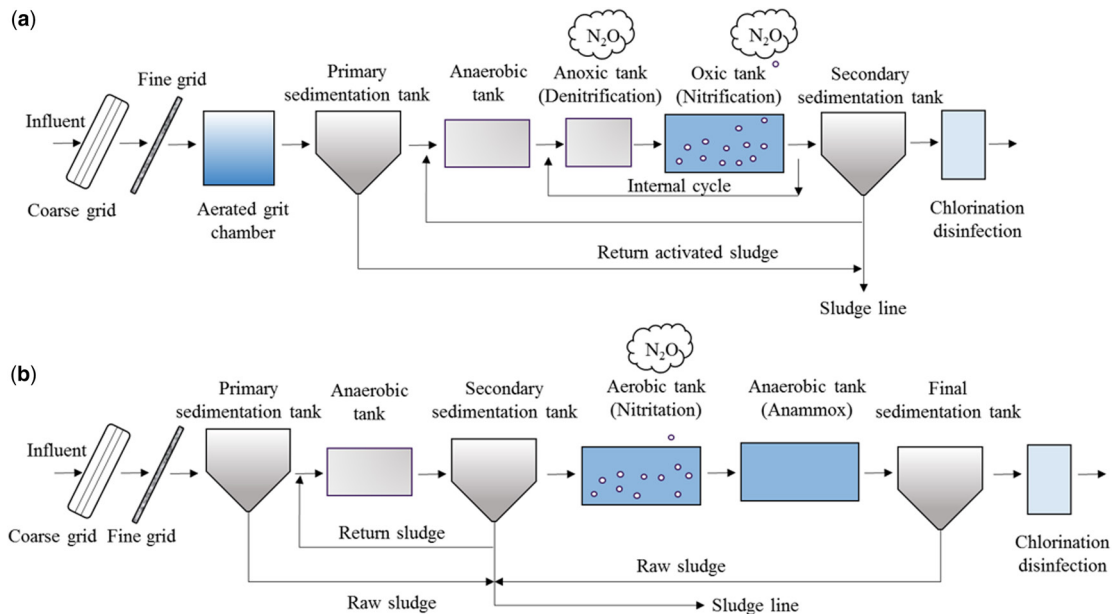 (a)
N₂O
N₂O
Fine grid
Primary
sedimentation tank
Anaerobic
tank
Anoxic tank
(Denitrification)
Oxic tank
(Nitrification)
Secondary
sedimentation tank
Influent
Internal cycle
Coarse grid
Aerated grit
chamber
Chlorination
disinfection
Return activated sludge
Sludge line
(b)
N₂O
Primary
sedimentation tank
Anaerobic
tank
Secondary
sedimentation tank
Aerobic tank
(Nitritation)
Anaerobic tank
(Anammox)
Final
sedimentation tank
Influent
Coarse grid
Fine grid
Return sludge
Chlorination
disinfection
Raw sludge
Raw sludge
Sludge line